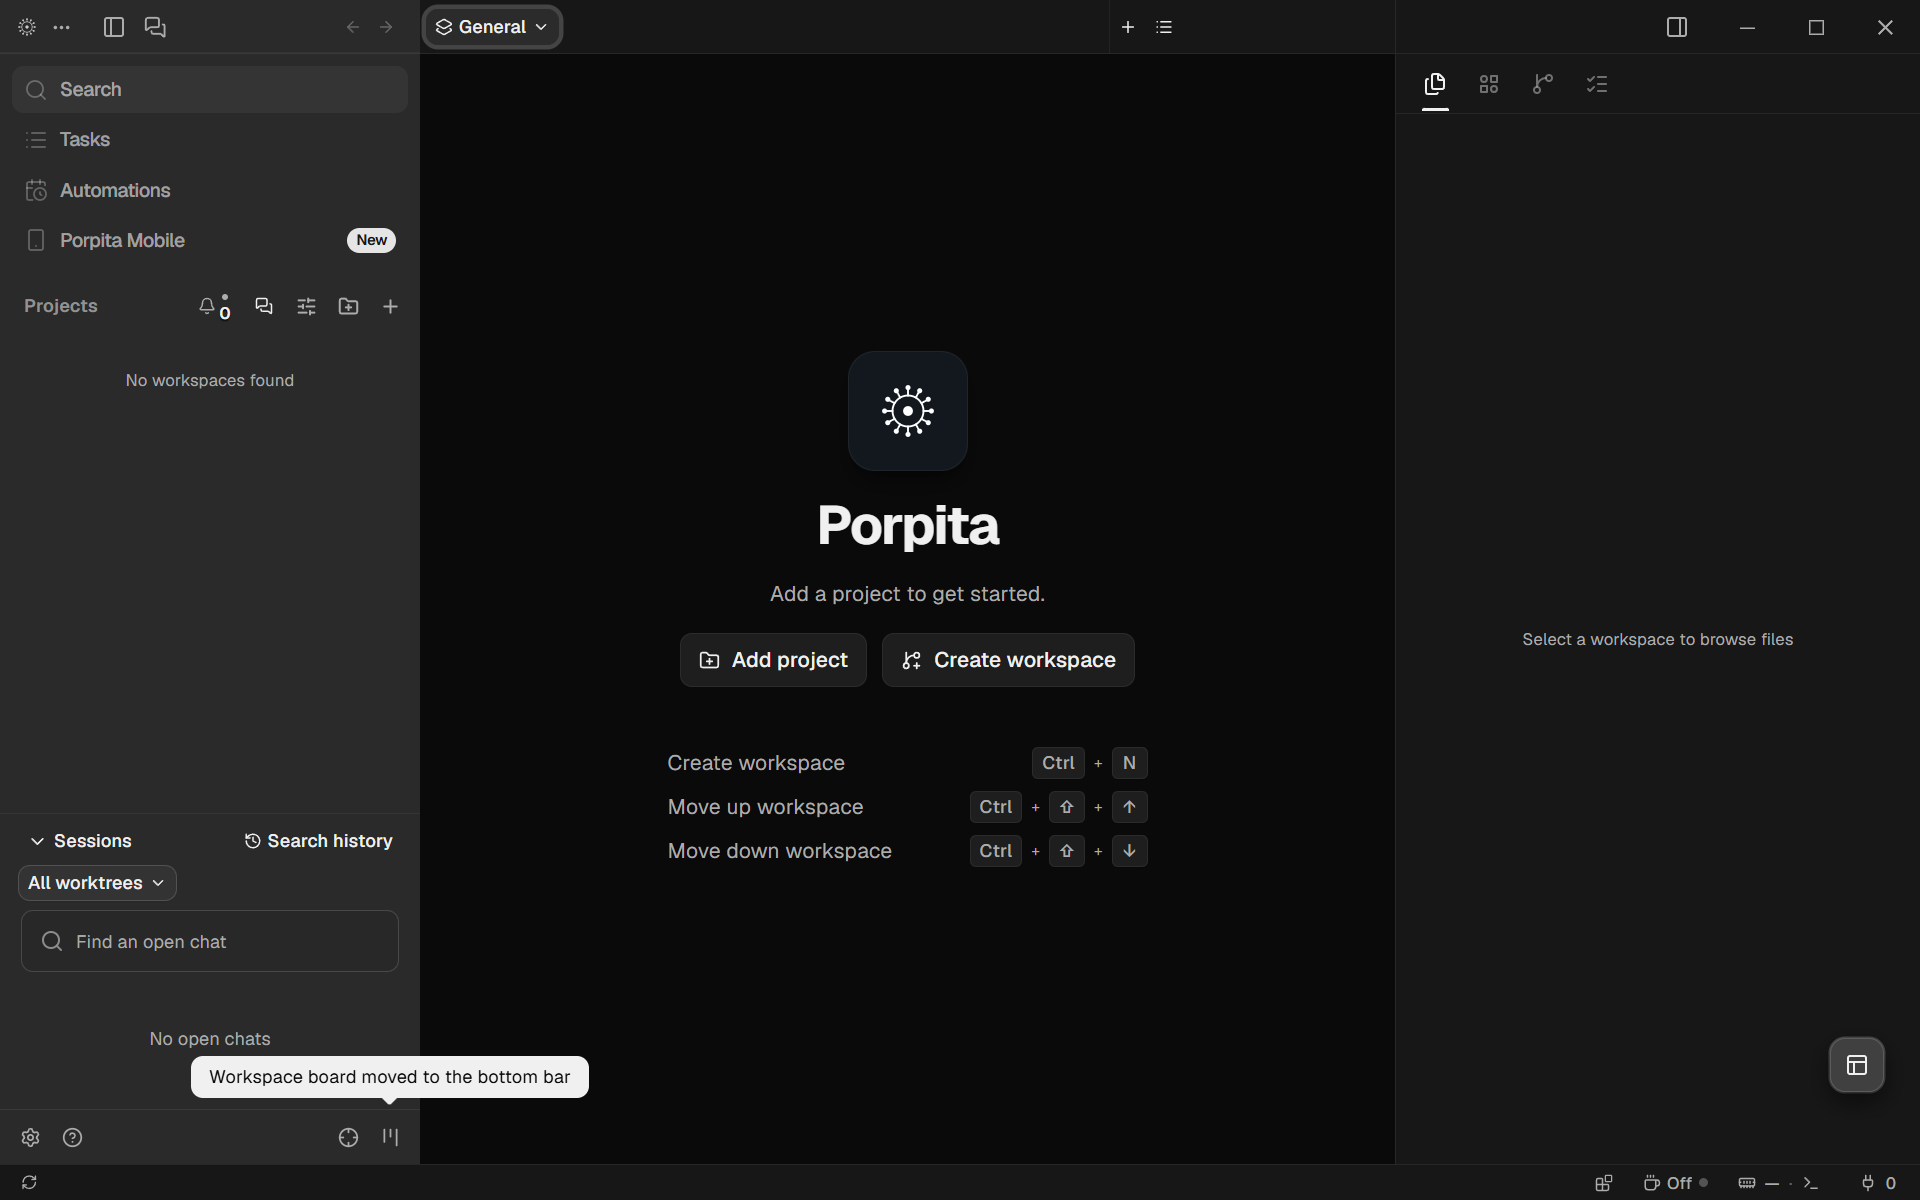 General
Search
Tasks
Automations
Porpita Mobile
New
Projects
0
No workspaces found
Porpita
Add a project to get started.
Add project
Create workspace
Create workspace
Ctrl + N
Move up workspace
Ctrl + ⇧ + ↑
Move down workspace
Ctrl + ⇧ + ↓
Select a workspace to browse files
Sessions
Search history
All worktrees
Find an open chat
No open chats
Workspace board moved to the bottom bar
Off
0